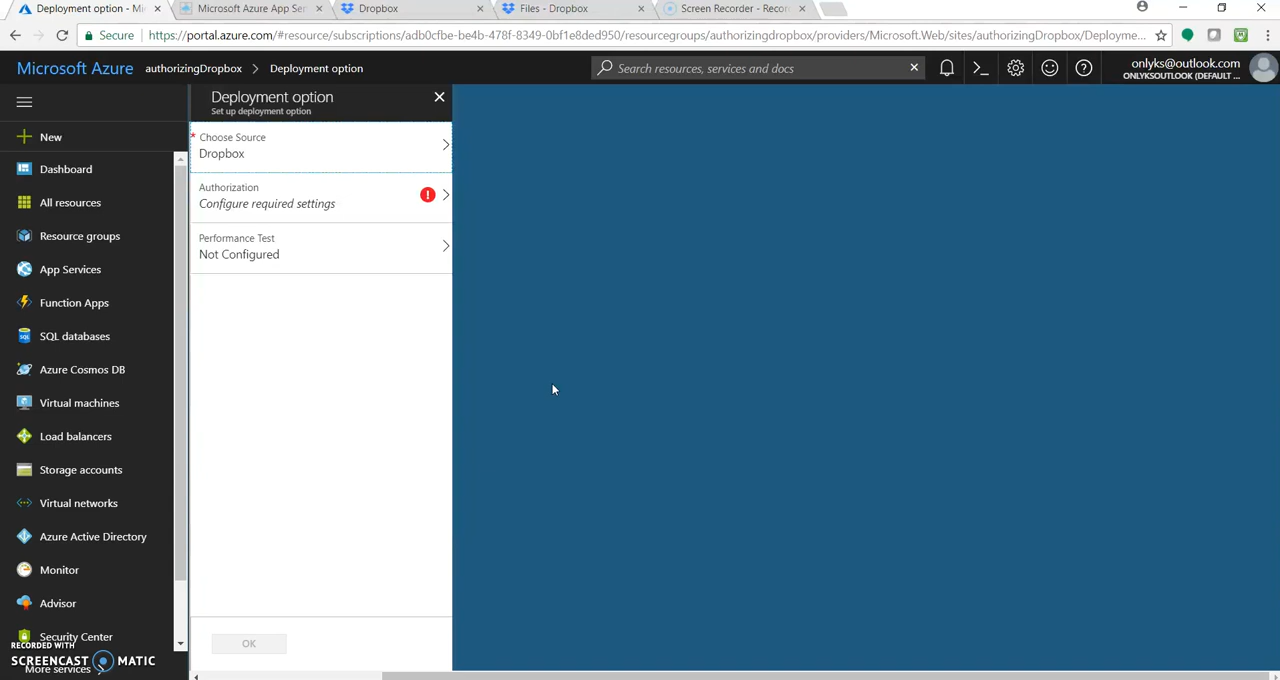 Deployment option - Mi
Microsoft Azure App Ser
Dropbox
Files - Dropbox
Screen Recorder - Recor
Secure
https://portal.azure.com/#resource/subscriptions/adb0cfbe-be4b-478f-8349-0bf1e8ded950/resourcegroups/authorizingdropbox/providers/Microsoft.Web/sites/authorizingDropbox/Deployme...
Microsoft Azure
authorizingDropbox > Deployment option
Search resources, services and docs
onlyks@outlook.com
ONLYKSOUTLOOK (DEFAULT ...
New
Dashboard
All resources
Resource groups
App Services
Function Apps
SQL databases
Azure Cosmos DB
Virtual machines
Load balancers
Storage accounts
Virtual networks
Azure Active Directory
Monitor
Advisor
Security Center
More services
Deployment option
Set up deployment option
* Choose Source
Dropbox
Authorization
Configure required settings
Performance Test
Not Configured
OK
RECORDED WITH
SCREENCAST MATIC